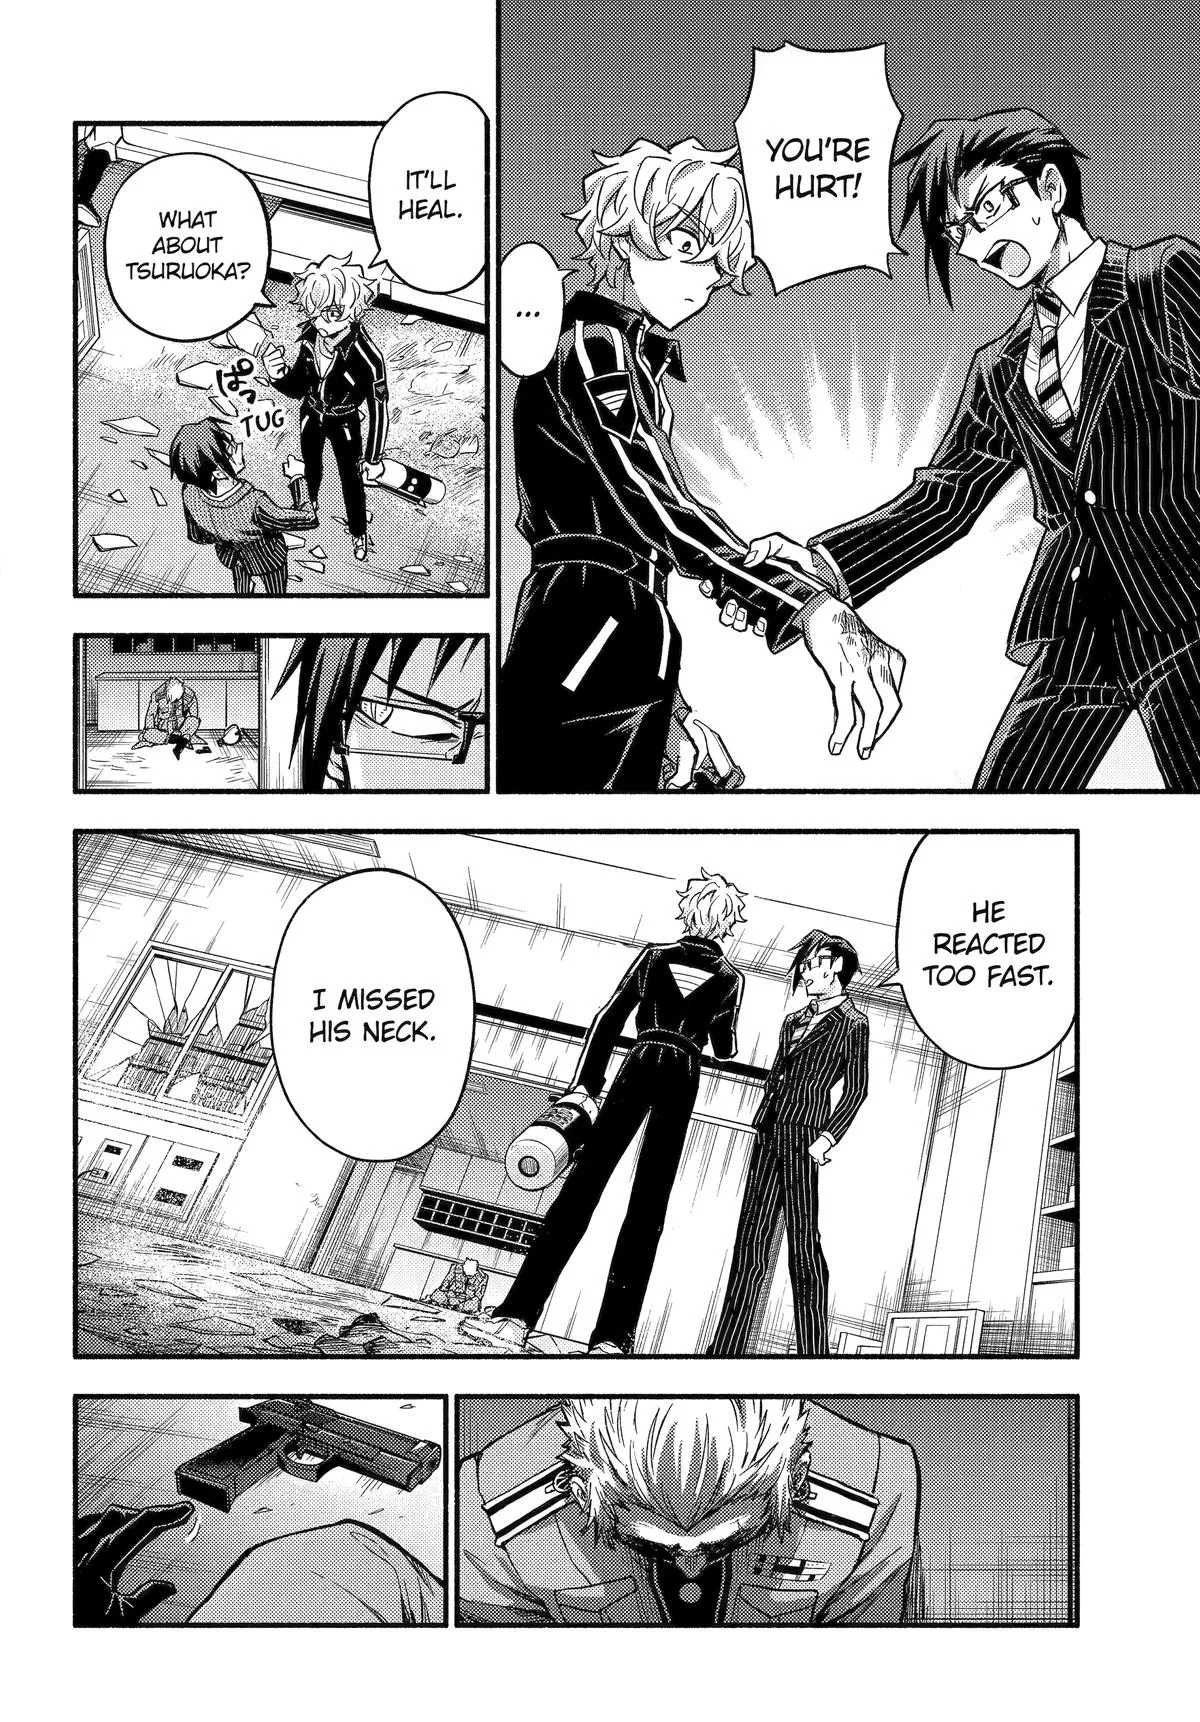 YOU'RE
HURT!
...
IT'LL
HEAL.
WHAT
ABOUT
TSURUOKA?
ぱっ
TUG
HE
REACTED
TOO FAST.
I MISSED
HIS NECK.